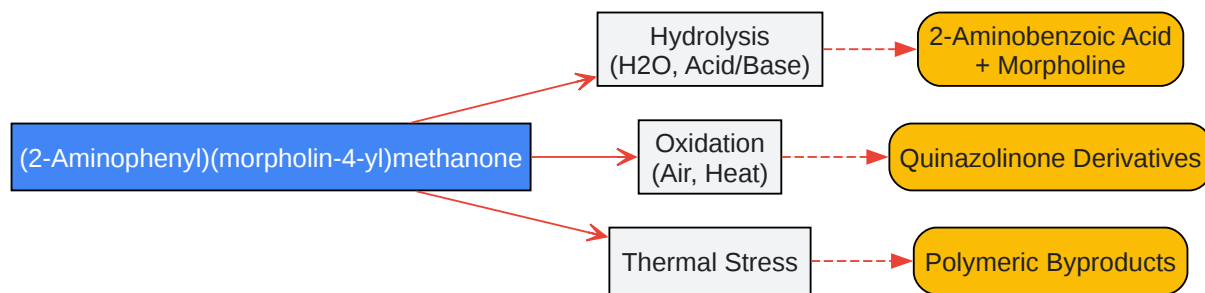 Hydrolysis
(H2O, Acid/Base)
2-Aminobenzoic Acid
+ Morpholine
(2-Aminophenyl)(morpholin-4-yl)methanone
Oxidation
(Air, Heat)
Quinazolinone Derivatives
Thermal Stress
Polymeric Byproducts